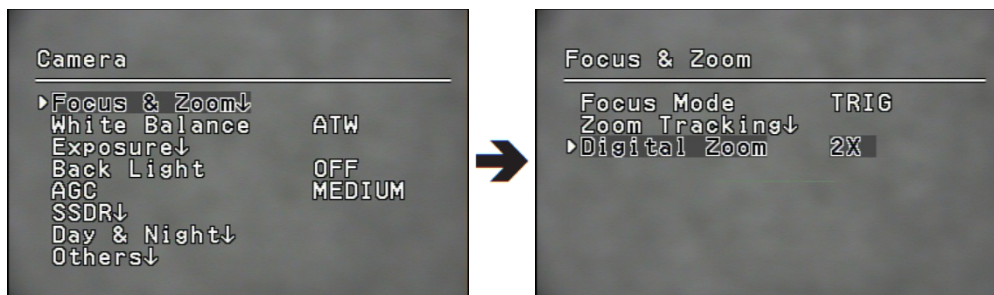 Camera
Focus & Zoom↓
White Balance ATW
Exposure↓
Back Light OFF
AGC MEDIUM
SSDR↓
Day & Night↓
Others↓
Focus & Zoom
Focus Mode TRIG
Zoom Tracking↓
Digital Zoom 2X